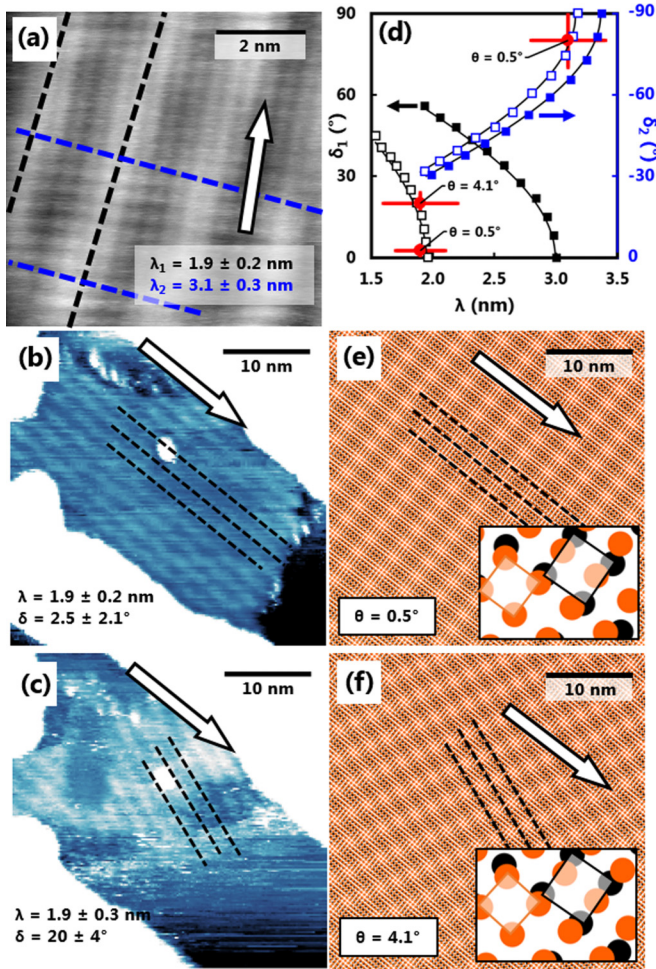 (a)
2 nm
λ₁ = 1.9 ± 0.2 nm
λ₂ = 3.1 ± 0.3 nm
(d)
90
60
30
0
δ₁ (°)
1.5 2.0 2.5 3.0 3.5
λ (nm)
-90
-60
-30
0
δ₂ (°)
θ = 0.5°
θ = 4.1°
θ = 0.5°
(b)
10 nm
λ = 1.9 ± 0.2 nm
δ = 2.5 ± 2.1°
(e)
10 nm
θ = 0.5°
(c)
10 nm
λ = 1.9 ± 0.3 nm
δ = 20 ± 4°
(f)
10 nm
θ = 4.1°